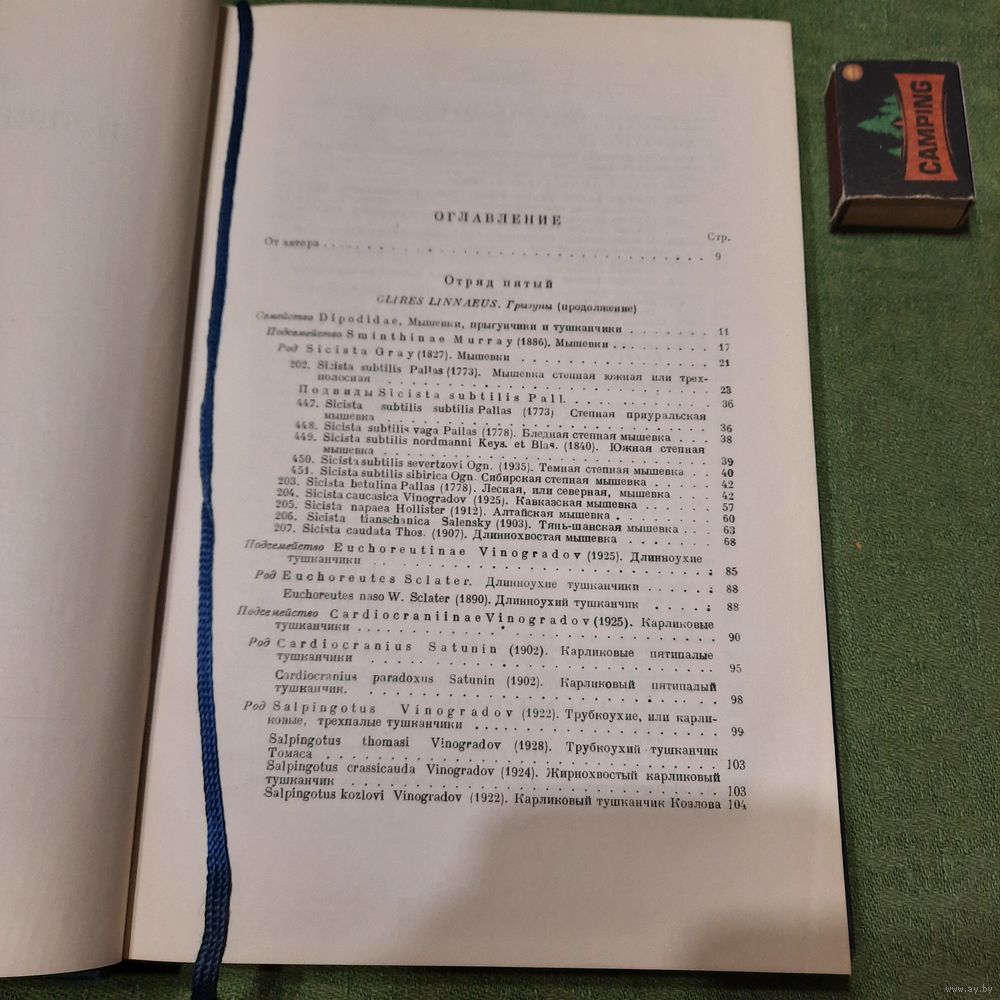 ОГЛАВЛЕНИЕ
Стр.
От автора . . . . . . . . . . . . . . . . . . . . . . . . . . . . . . 9
Отряд пятый
GLIRES LINNAEUS. Грызуны (продолжение)
Семейство Dipodidae. Мышевки, прыгунчики и тушканчики . . . . . . . 11
Подсемейство Sminthinae Murray (1886). Мышевки . . . . . . . . . 17
Род Sicista Gray (1827). Мышевки . . . . . . . . . . . . . . . 21
202. Sicista subtilis Pallas (1773). Мышевка степная южная или трех-
полосная . . . . . . . . . . . . . . . . . . . . . . . . 23
Подвиды Sicista subtilis Pall. . . . . . . . . . . . . 36
447. Sicista subtilis subtilis Pallas (1773) Степная приуральская
мышевка . . . . . . . . . . . . . . . . . . . . . . . . 36
448. Sicista subtilis vaga Pallas (1778). Бледная степная мышевка . . . 38
449. Sicista subtilis nordmanni Keys. et Blas. (1840). Южная степная
мышевка . . . . . . . . . . . . . . . . . . . . . . . . 39
450. Sicista subtilis severtzovi Ogn. (1935). Темная степная мышевка . . 40
451. Sicista subtilis sibirica Ogn. Сибирская степная мышевка . . . . 42
203. Sicista betulina Pallas (1778). Лесная, или северная, мышевка . . . 42
204. Sicista caucasica Vinogradov (1925). Кавказская мышевка . . . . . 57
205. Sicista napaea Hollister (1912). Алтайская мышевка . . . . . . . 60
206. Sicista tianschanica Salensky (1903). Тянь-шанская мышевка . . . 63
207. Sicista caudata Thos. (1907). Длиннохвостая мышевка . . . . . . 68
Подсемейство Euchoreutinae Vinogradov (1925). Длинноухие
тушканчики . . . . . . . . . . . . . . . . . . . . . . . . 85
Род Euchoreutes Sclater. Длинноухие тушканчики . . . . . . 88
Euchoreutes naso W. Sclater (1890). Длинноухий тушканчик . . . . . 88
Подсемейство Cardiocraniinae Vinogradov (1925). Карликовые
тушканчики . . . . . . . . . . . . . . . . . . . . . . . . 90
Род Cardiocranius Satunin (1902). Карликовые пятипалые
тушканчики . . . . . . . . . . . . . . . . . . . . . . . . 95
Cardiocranius paradoxus Satunin (1902). Карликовый пятипалый
тушканчик. . . . . . . . . . . . . . . . . . . . . . . . . 98
Род Salpingotus Vinogradov (1922). Трубкоухие, или карли-
ковые, трехпалые тушканчики . . . . . . . . . . . . . . . . 99
Salpingotus thomasi Vinogradov (1928). Трубкоухий тушканчик
Томаса . . . . . . . . . . . . . . . . . . . . . . . . . . 103
Salpingotus crassicauda Vinogradov (1924). Жирнохвостый карликовый
тушканчик . . . . . . . . . . . . . . . . . . . . . . . . 103
Salpingotus kozlovi Vinogradov (1922). Карликовый тушканчик Козлова 104
CAMPING
www.ay.by